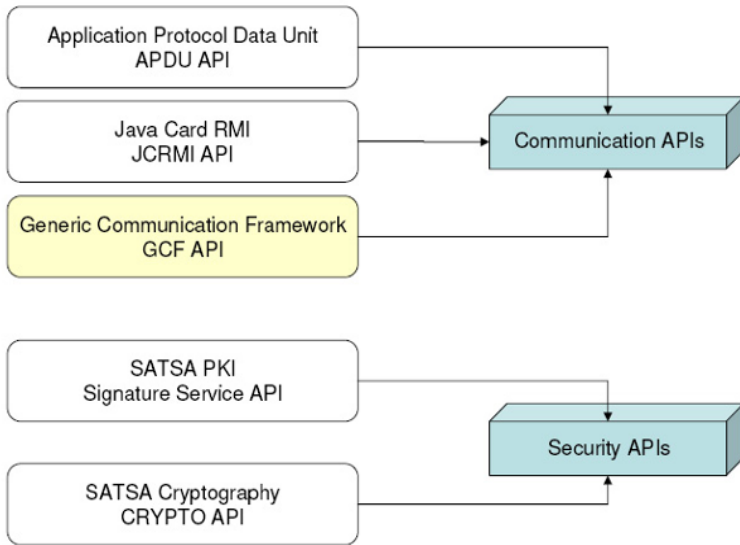 Application Protocol Data Unit
APDU API
Java Card RMI
JCRMI API
Communication APIs
Generic Communication Framework
GCF API
SATSA PKI
Signature Service API
Security APIs
SATSA Cryptography
CRYPTO API